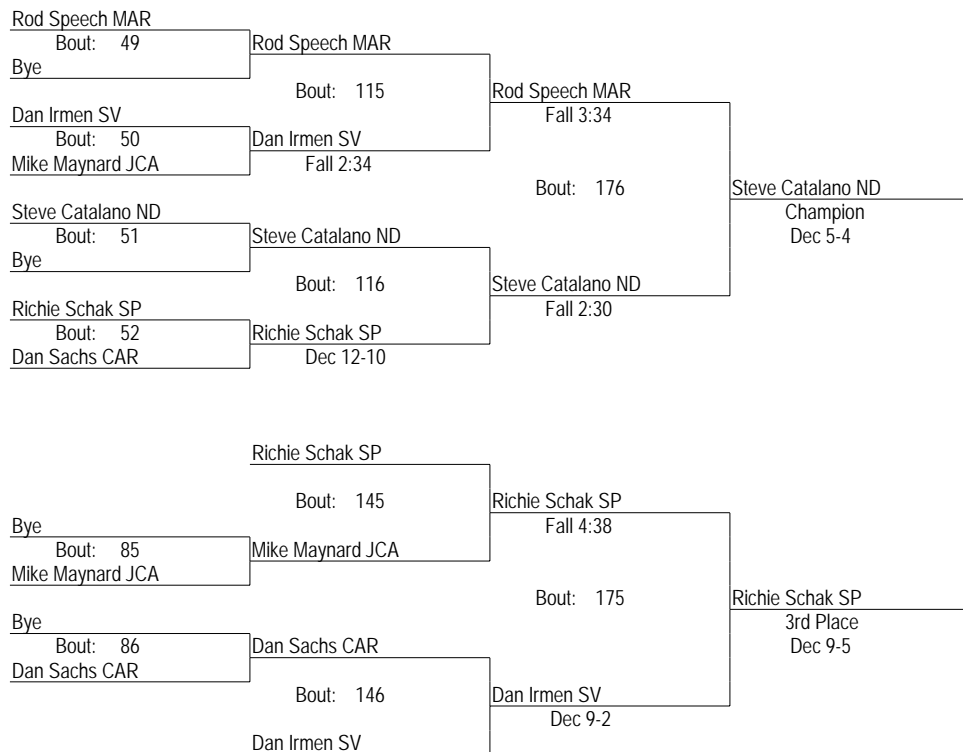 Rod Speech MAR
Bout: 49
Bye
Rod Speech MAR
Bout: 115
Dan Irmen SV
Bout: 50
Mike Maynard JCA
Dan Irmen SV
Fall 2:34
Rod Speech MAR
Fall 3:34
Bout: 176
Steve Catalano ND
Bout: 51
Bye
Steve Catalano ND
Bout: 116
Richie Schak SP
Bout: 52
Dan Sachs CAR
Richie Schak SP
Dec 12-10
Steve Catalano ND
Fall 2:30
Steve Catalano ND
Champion
Dec 5-4
Richie Schak SP
Bout: 145
Bye
Bout: 85
Mike Maynard JCA
Mike Maynard JCA
Richie Schak SP
Fall 4:38
Bout: 175
Bye
Bout: 86
Dan Sachs CAR
Dan Sachs CAR
Bout: 146
Dan Irmen SV
Dan Irmen SV
Dec 9-2
Richie Schak SP
3rd Place
Dec 9-5